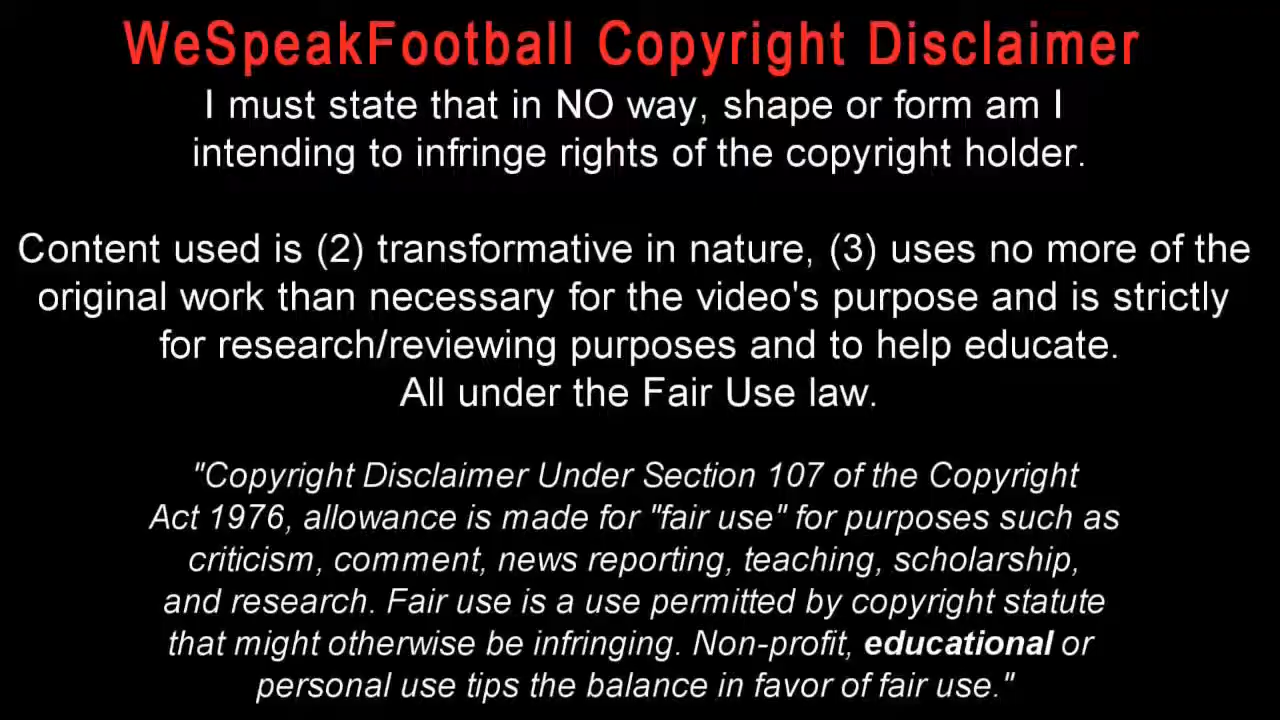 WeSpeakFootball Copyright Disclaimer
I must state that in NO way, shape or form am I
intending to infringe rights of the copyright holder.
Content used is (2) transformative in nature, (3) uses no more of the
original work than necessary for the video's purpose and is strictly
for research/reviewing purposes and to help educate.
All under the Fair Use law.
"Copyright Disclaimer Under Section 107 of the Copyright
Act 1976, allowance is made for "fair use" for purposes such as
criticism, comment, news reporting, teaching, scholarship,
and research. Fair use is a use permitted by copyright statute
that might otherwise be infringing. Non-profit, educational or
personal use tips the balance in favor of fair use."